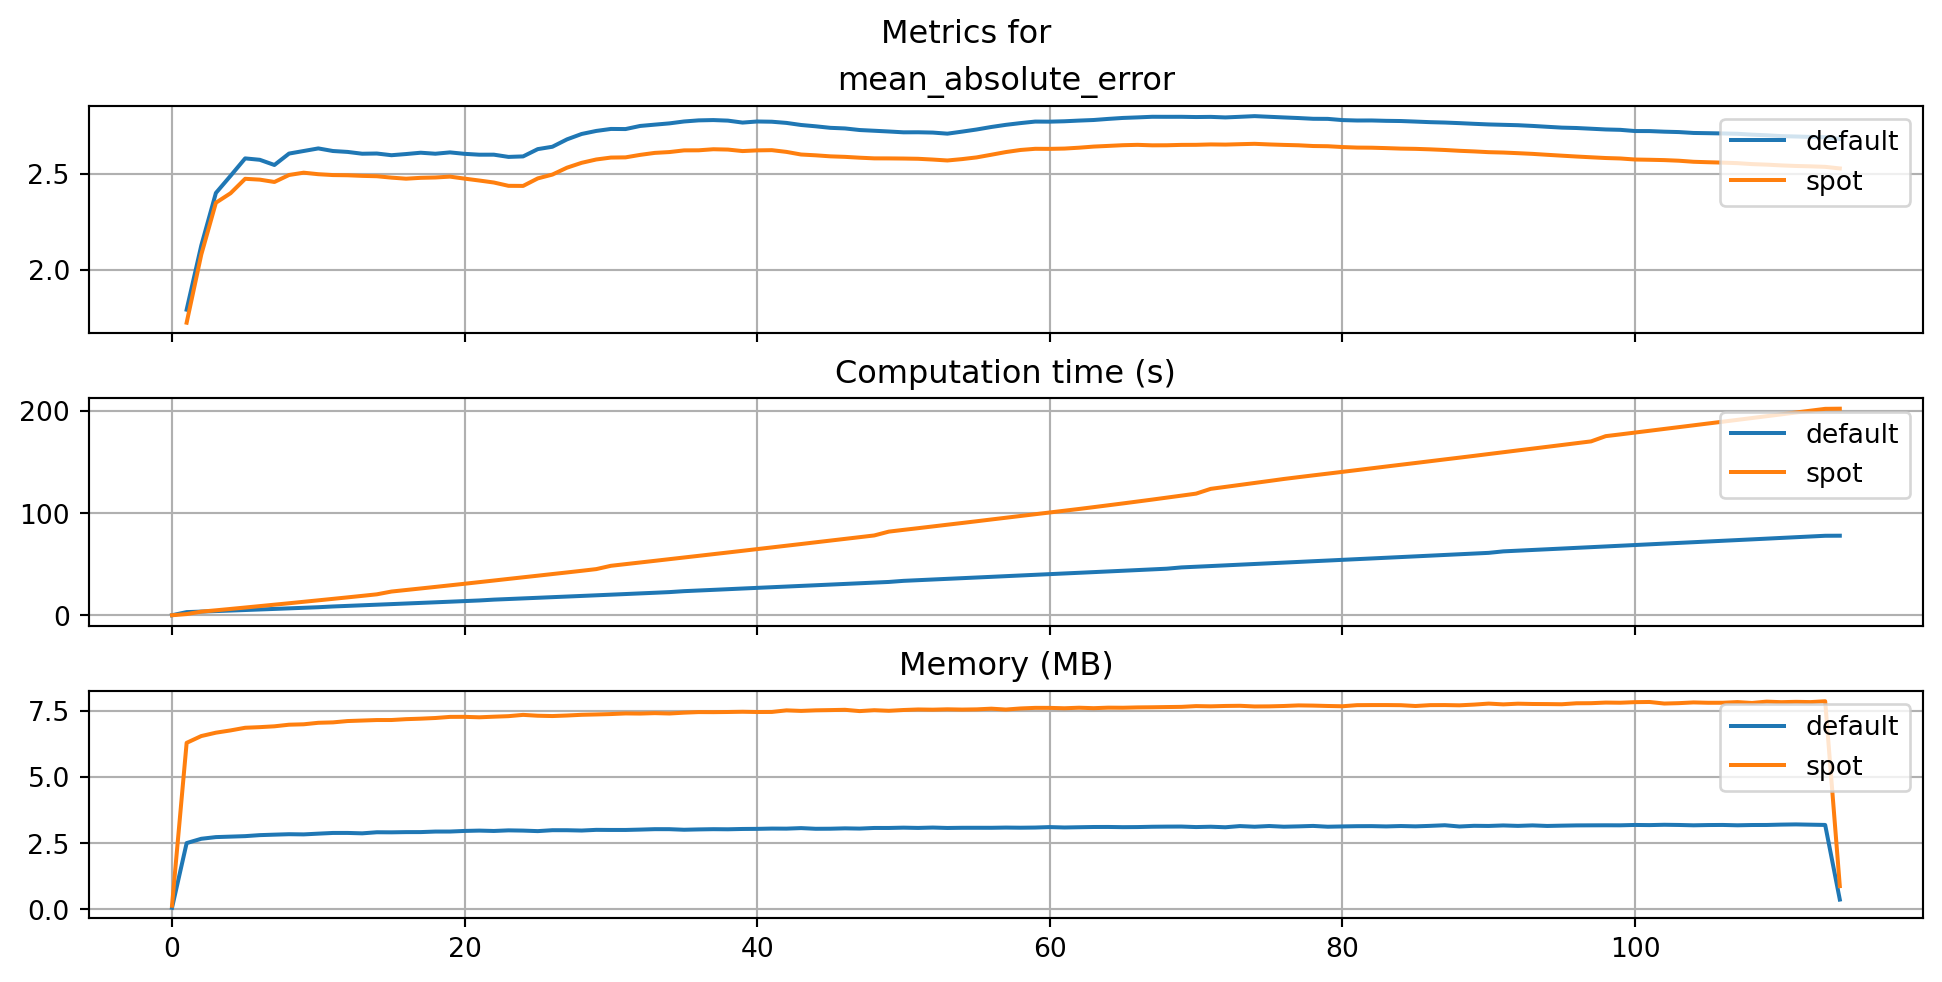 Metrics for
mean_absolute_error
2.5
2.0
default
spot
Computation time (s)
200
100
0
default
spot
Memory (MB)
7.5
5.0
2.5
0.0
default
spot
0 20 40 60 80 100